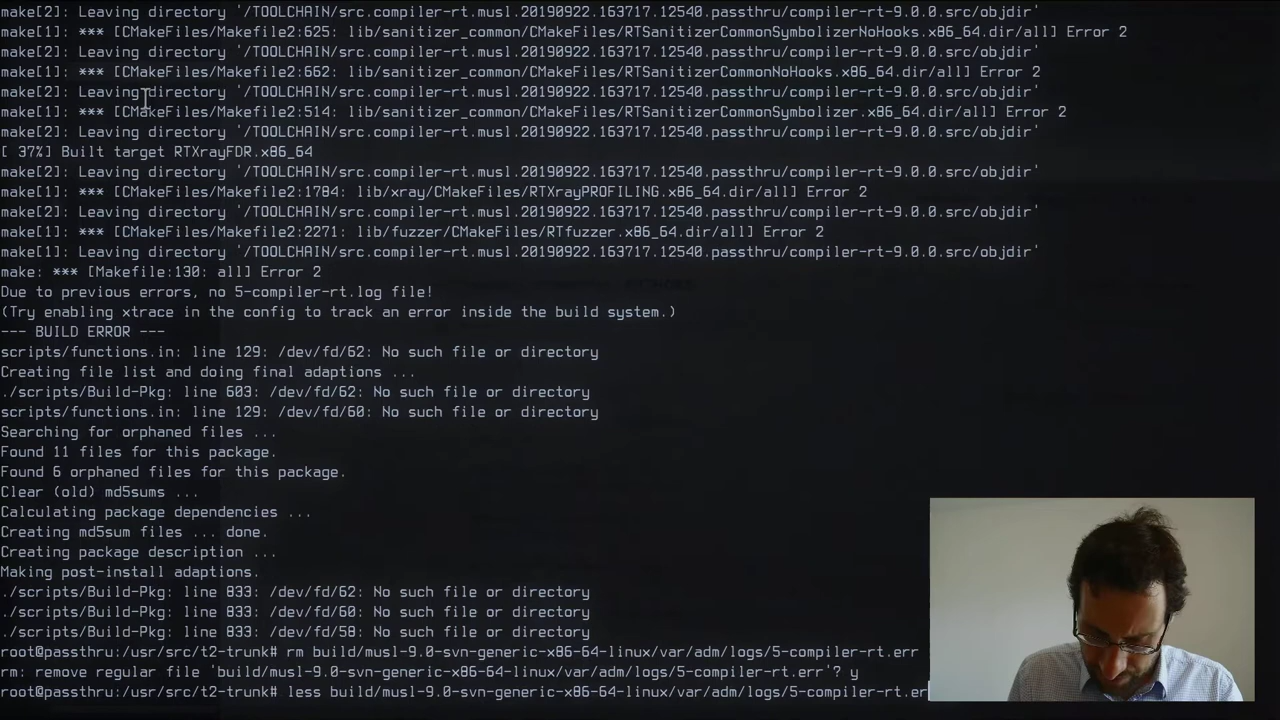 make[2]: Leaving directory '/TOOLCHAIN/src.compiler-rt.musl.20190922.163717.12540.passthru/compiler-rt-9.0.0.src/objdir'
make[1]: *** [CMakeFiles/Makefile2:625: lib/sanitizer_common/CMakeFiles/RTSanitizerCommonSymbolizerNoHooks.x86_64.dir/all] Error 2
make[2]: Leaving directory '/TOOLCHAIN/src.compiler-rt.musl.20190922.163717.12540.passthru/compiler-rt-9.0.0.src/objdir'
make[1]: *** [CMakeFiles/Makefile2:662: lib/sanitizer_common/CMakeFiles/RTSanitizerCommonNoHooks.x86_64.dir/all] Error 2
make[2]: Leaving directory '/TOOLCHAIN/src.compiler-rt.musl.20190922.163717.12540.passthru/compiler-rt-9.0.0.src/objdir'
make[1]: *** [CMakeFiles/Makefile2:514: lib/sanitizer_common/CMakeFiles/RTSanitizerCommonSymbolizer.x86_64.dir/all] Error 2
make[2]: Leaving directory '/TOOLCHAIN/src.compiler-rt.musl.20190922.163717.12540.passthru/compiler-rt-9.0.0.src/objdir'
[ 37%] Built target RTXrayFDR.x86_64
make[2]: Leaving directory '/TOOLCHAIN/src.compiler-rt.musl.20190922.163717.12540.passthru/compiler-rt-9.0.0.src/objdir'
make[1]: *** [CMakeFiles/Makefile2:1784: lib/xray/CMakeFiles/RTXrayPROFILING.x86_64.dir/all] Error 2
make[2]: Leaving directory '/TOOLCHAIN/src.compiler-rt.musl.20190922.163717.12540.passthru/compiler-rt-9.0.0.src/objdir'
make[1]: *** [CMakeFiles/Makefile2:2271: lib/fuzzer/CMakeFiles/RTfuzzer.x86_64.dir/all] Error 2
make[1]: Leaving directory '/TOOLCHAIN/src.compiler-rt.musl.20190922.163717.12540.passthru/compiler-rt-9.0.0.src/objdir'
make: *** [Makefile:130: all] Error 2
Due to previous errors, no 5-compiler-rt.log file!
(Try enabling xtrace in the config to track an error inside the build system.)
--- BUILD ERROR ---
scripts/functions.in: line 129: /dev/fd/62: No such file or directory
Creating file list and doing final adaptions ...
./scripts/Build-Pkg: line 603: /dev/fd/62: No such file or directory
scripts/functions.in: line 129: /dev/fd/60: No such file or directory
Searching for orphaned files ...
Found 11 files for this package.
Found 6 orphaned files for this package.
Clear (old) md5sums ...
Calculating package dependencies ...
Creating md5sum files ... done.
Creating package description ...
Making post-install adaptions.
./scripts/Build-Pkg: line 833: /dev/fd/62: No such file or directory
./scripts/Build-Pkg: line 833: /dev/fd/60: No such file or directory
./scripts/Build-Pkg: line 833: /dev/fd/58: No such file or directory
root@passthru:/usr/src/t2-trunk# rm build/musl-9.0-svn-generic-x86-64-linux/var/adm/logs/5-compiler-rt.err
rm: remove regular file 'build/musl-9.0-svn-generic-x86-64-linux/var/adm/logs/5-compiler-rt.err'? y
root@passthru:/usr/src/t2-trunk# less build/musl-9.0-svn-generic-x86-64-linux/var/adm/logs/5-compiler-rt.er